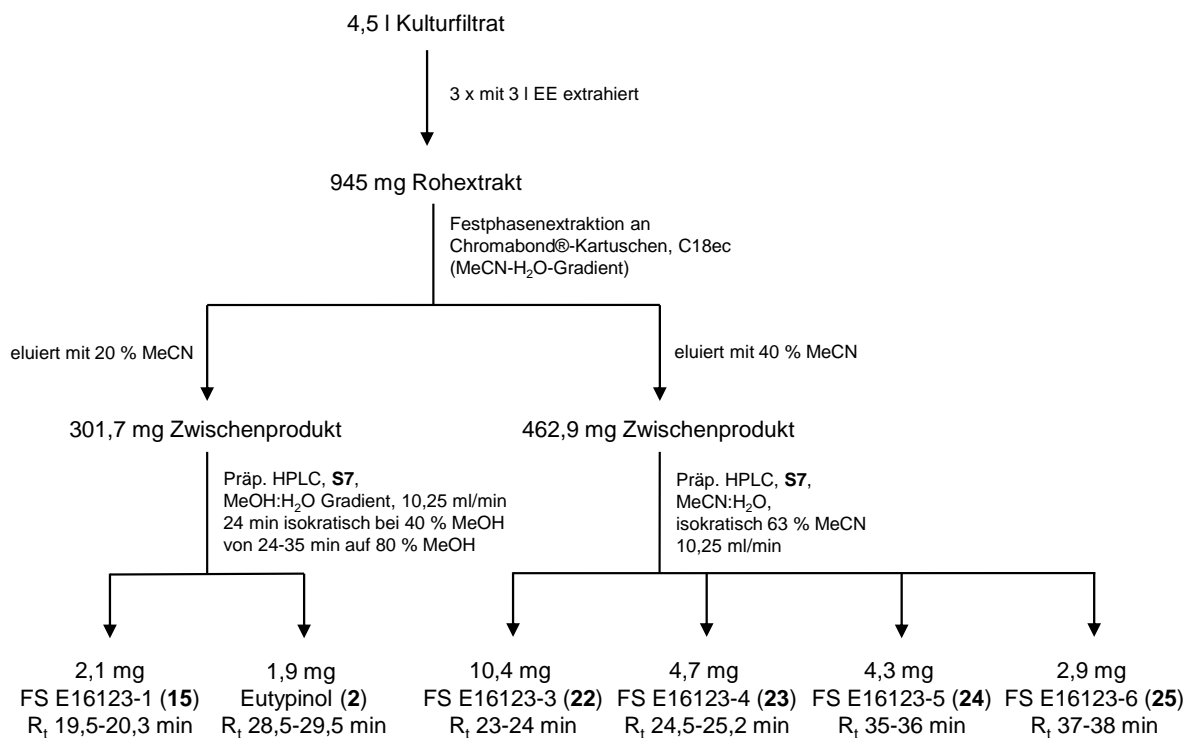 4,5 l Kulturfiltrat
3 x mit 3 l EE extrahiert
945 mg Rohextrakt
Festphasenextraktion an
Chromabond®-Kartuschen, C18ec
(MeCN-H₂O-Gradient)
eluiert mit 20 % MeCN
eluiert mit 40 % MeCN
301,7 mg Zwischenprodukt
462,9 mg Zwischenprodukt
Präp. HPLC, S7,
MeOH:H₂O Gradient, 10,25 ml/min
24 min isokratisch bei 40 % MeOH
von 24-35 min auf 80 % MeOH
Präp. HPLC, S7,
MeCN:H₂O,
isokratisch 63 % MeCN
10,25 ml/min
2,1 mg
FS E16123-1 (15)
Rₜ 19,5-20,3 min
1,9 mg
Eutypinol (2)
Rₜ 28,5-29,5 min
10,4 mg
FS E16123-3 (22)
Rₜ 23-24 min
4,7 mg
FS E16123-4 (23)
Rₜ 24,5-25,2 min
4,3 mg
FS E16123-5 (24)
Rₜ 35-36 min
2,9 mg
FS E16123-6 (25)
Rₜ 37-38 min